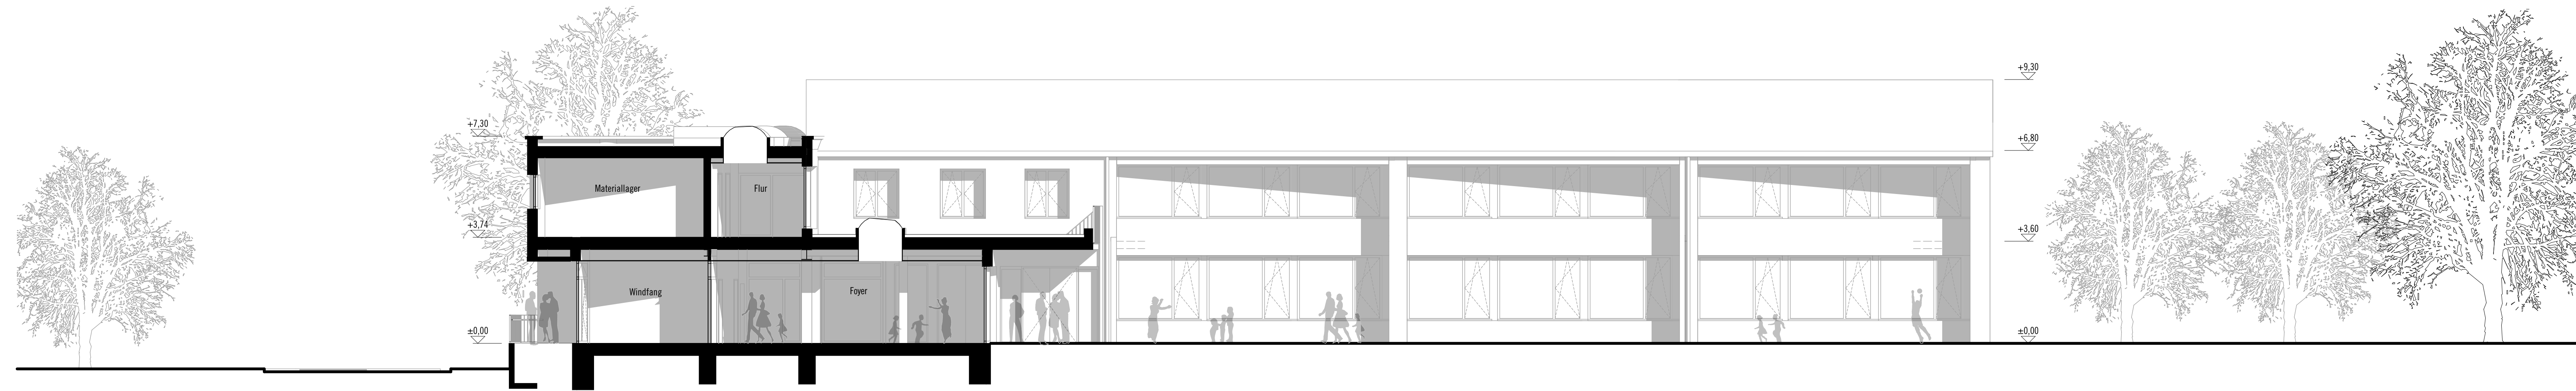 +9,30
+7,30
+6,80
Materiallager
Flur
+3,74
+3,60
Windfang
Foyer
±0,00
±0,00